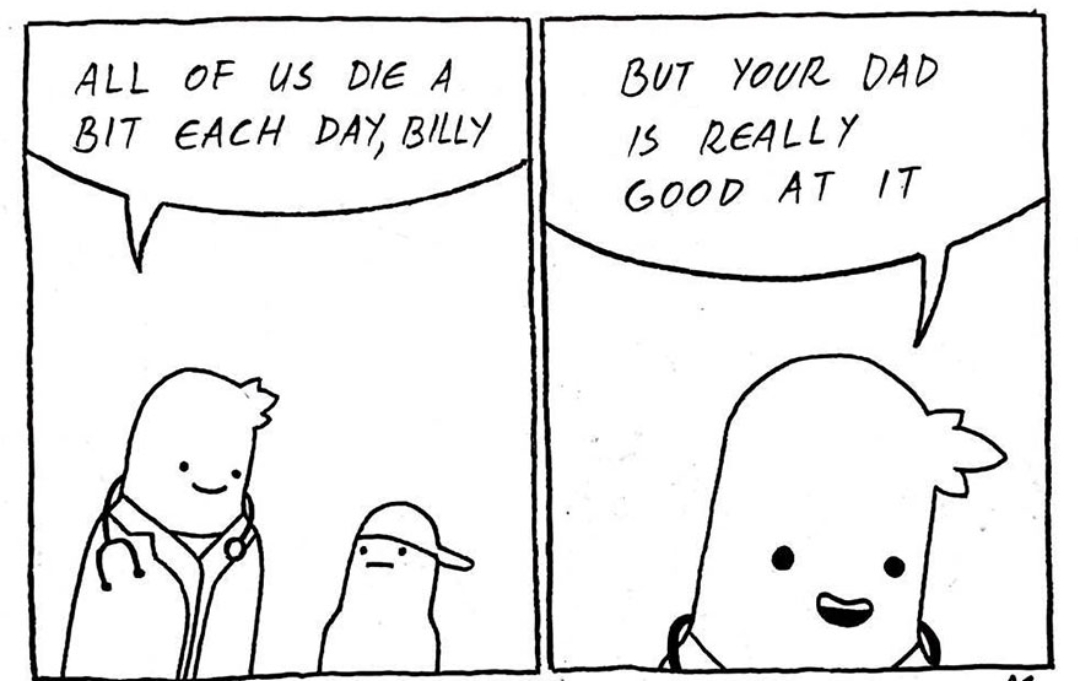 ALL OF US DIE A
BIT EACH DAY, BILLY
BUT YOUR DAD
IS REALLY
GOOD AT IT